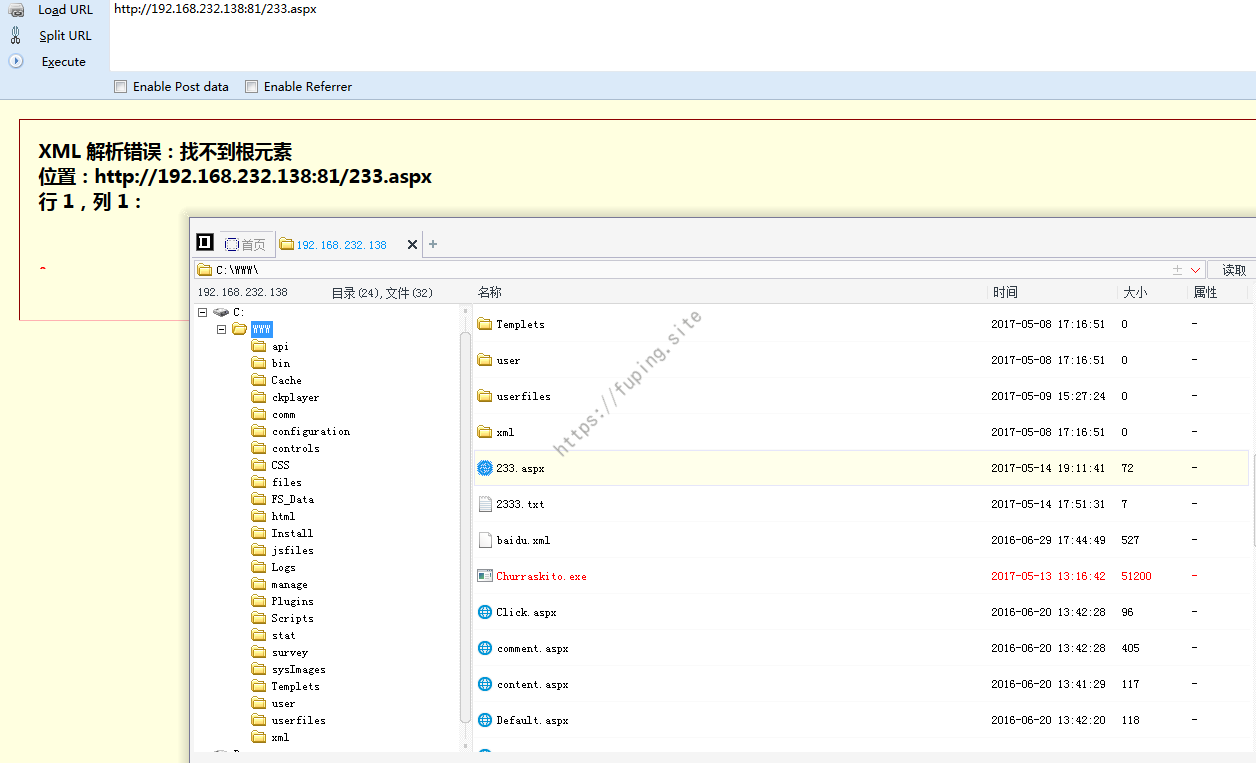 Load URL
http://192.168.232.138:81/233.aspx
Split URL
Execute
Enable Post data
Enable Referrer
XML 解析错误：找不到根元素
位置：http://192.168.232.138:81/233.aspx
行 1，列 1：
首页
192.168.232.138
C:\WWW\
读取
192.168.232.138
目录(24),文件(32)
名称
时间
大小
属性
C:
WWW
api
bin
Cache
ckplayer
comm
configuration
controls
CSS
files
FS_Data
html
Install
jsfiles
Logs
manage
Plugins
Scripts
stat
survey
sysImages
Templets
user
userfiles
xml
Templets 2017-05-08 17:16:51 0 -
user 2017-05-08 17:16:51 0 -
userfiles 2017-05-09 15:27:24 0 -
xml 2017-05-08 17:16:51 0 -
233.aspx 2017-05-14 19:11:41 72 -
2333.txt 2017-05-14 17:51:31 7 -
baidu.xml 2016-06-29 17:44:49 527 -
Churraskito.exe 2017-05-13 13:16:42 51200 -
Click.aspx 2016-06-20 13:42:28 96 -
comment.aspx 2016-06-20 13:42:28 405 -
content.aspx 2016-06-20 13:41:29 117 -
Default.aspx 2016-06-20 13:42:20 118 -
https://fuping.site